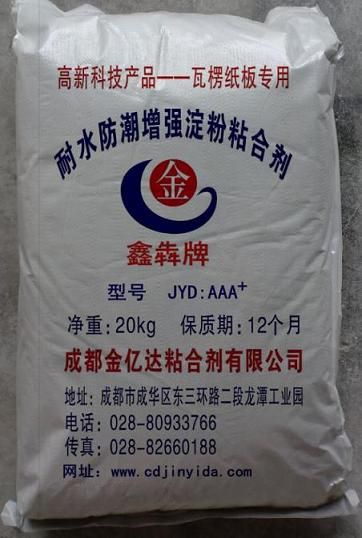 高新科技产品——瓦楞纸板专用
耐水防潮增强淀粉粘合剂
金
鑫犇牌
型号 JYD:AAA+
净重:20kg 保质期:12个月
成都金亿达粘合剂有限公司
地址:成都市成华区东三环路二段龙潭工业园
电话:028-80933766
传真:028-82660188
网址:www.cdjinyida.com